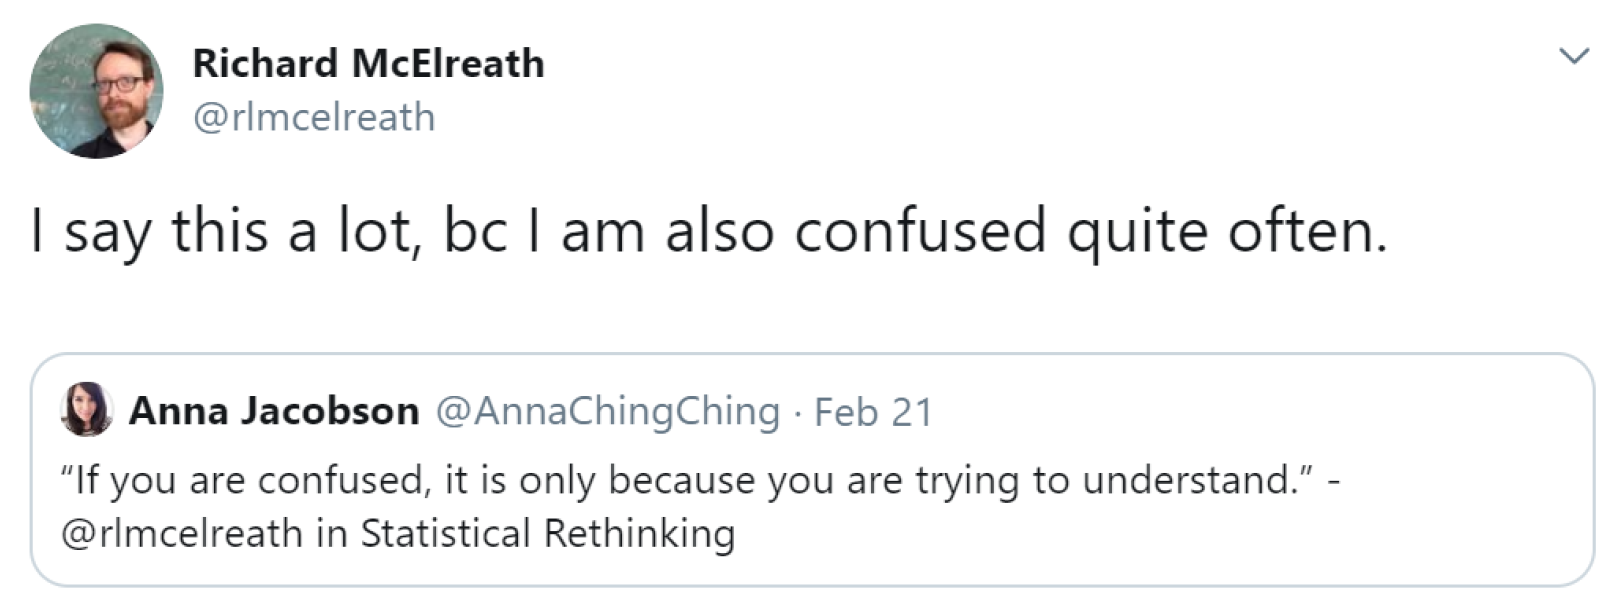 Richard McElreath
@rlmcelreath
I say this a lot, bc I am also confused quite often.
Anna Jacobson @AnnaChingChing · Feb 21
“If you are confused, it is only because you are trying to understand.” -
@rlmcelreath in Statistical Rethinking